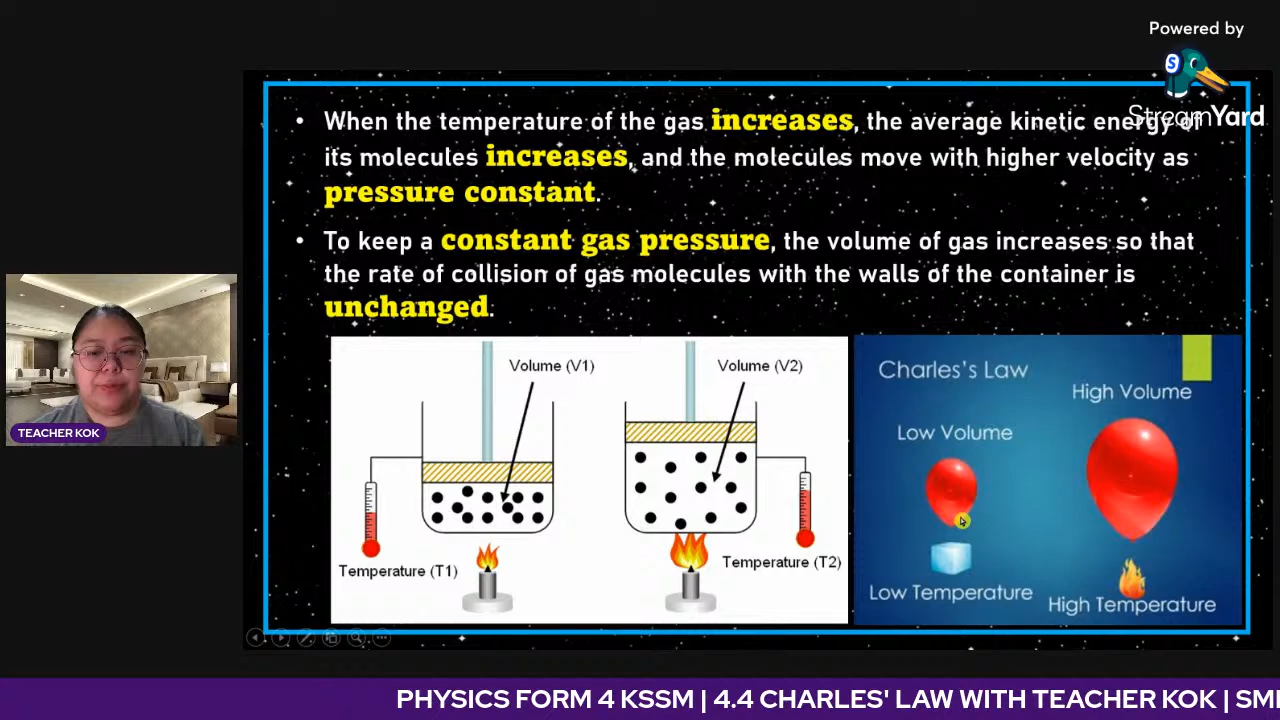 Powered by
StreamYard
S
• When the temperature of the gas increases, the average kinetic energy of
its molecules increases, and the molecules move with higher velocity as
pressure constant.
• To keep a constant gas pressure, the volume of gas increases so that
the rate of collision of gas molecules with the walls of the container is
unchanged.
Volume (V1)
Volume (V2)
Temperature (T1)
Temperature (T2)
Charles's Law
High Volume
Low Volume
Low Temperature
High Temperature
TEACHER KOK
PHYSICS FORM 4 KSSM | 4.4 CHARLES' LAW WITH TEACHER KOK |